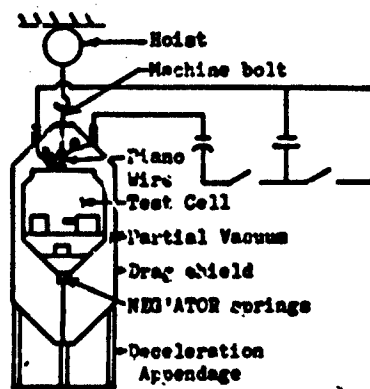 Hoist
Machine bolt
Piano
Wire
Test Cell
Partial Vacuum
Drag shield
NEG'ATOR springs
Deceleration
Appendage